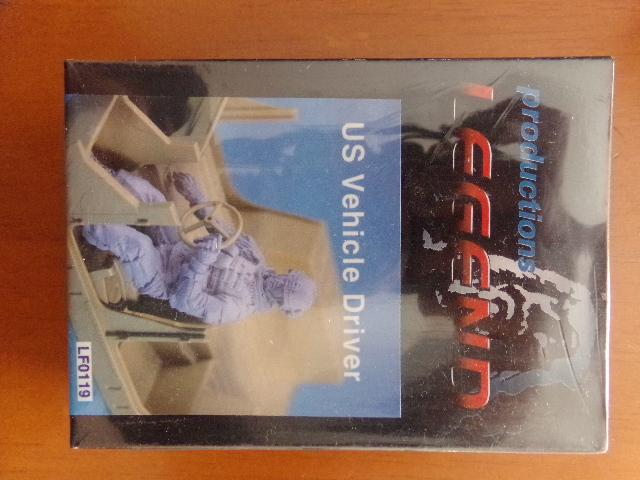 LEGEND
productions
US Vehicle Driver
LF0119